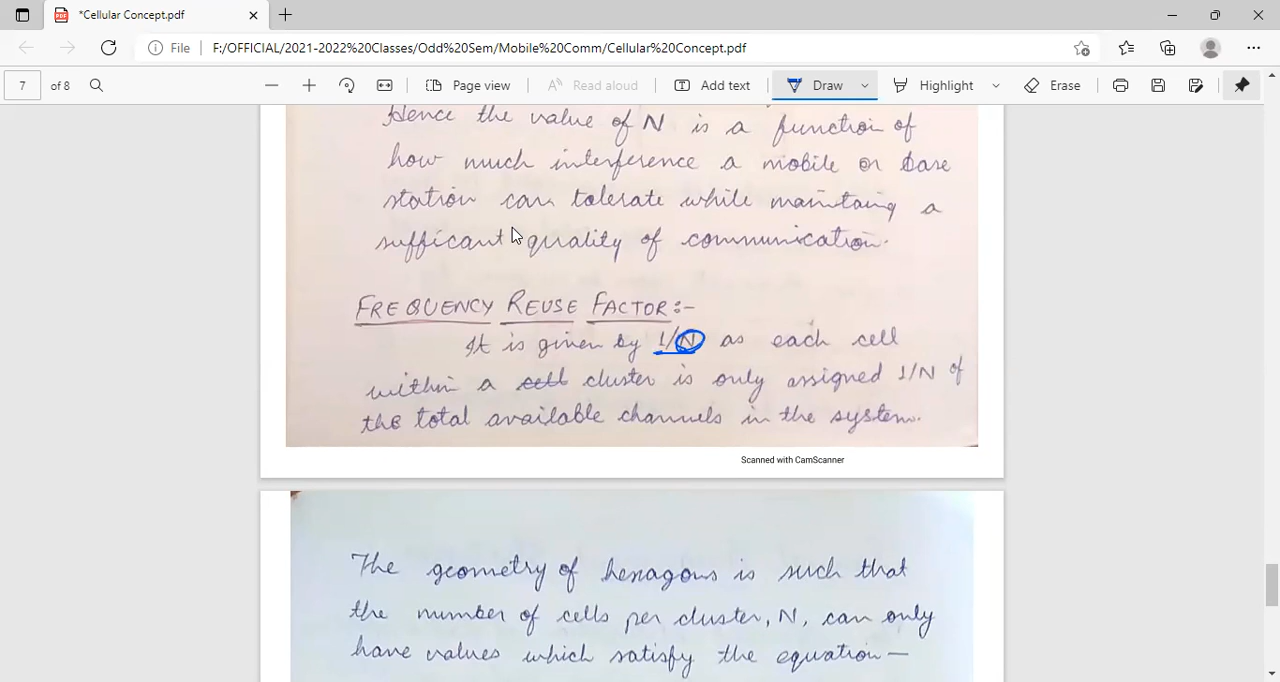 *Cellular Concept.pdf
File F:/OFFICIAL/2021-2022%20Classes/Odd%20Sem/Mobile%20Comm/Cellular%20Concept.pdf
7 of 8 Page view Read aloud Add text Draw Highlight Erase
Hence the value of N is a function of
how much interference a mobile or base
station can tolerate while maintaing a
sufficant quality of communication.
FREQUENCY REUSE FACTOR:-
It is given by 1/N as each cell
within a cell cluster is only assigned 1/N of
the total available channels in the system.
Scanned with CamScanner
The geometry of hexagons is such that
the number of cells per cluster, N, can only
have values which satisfy the equation—